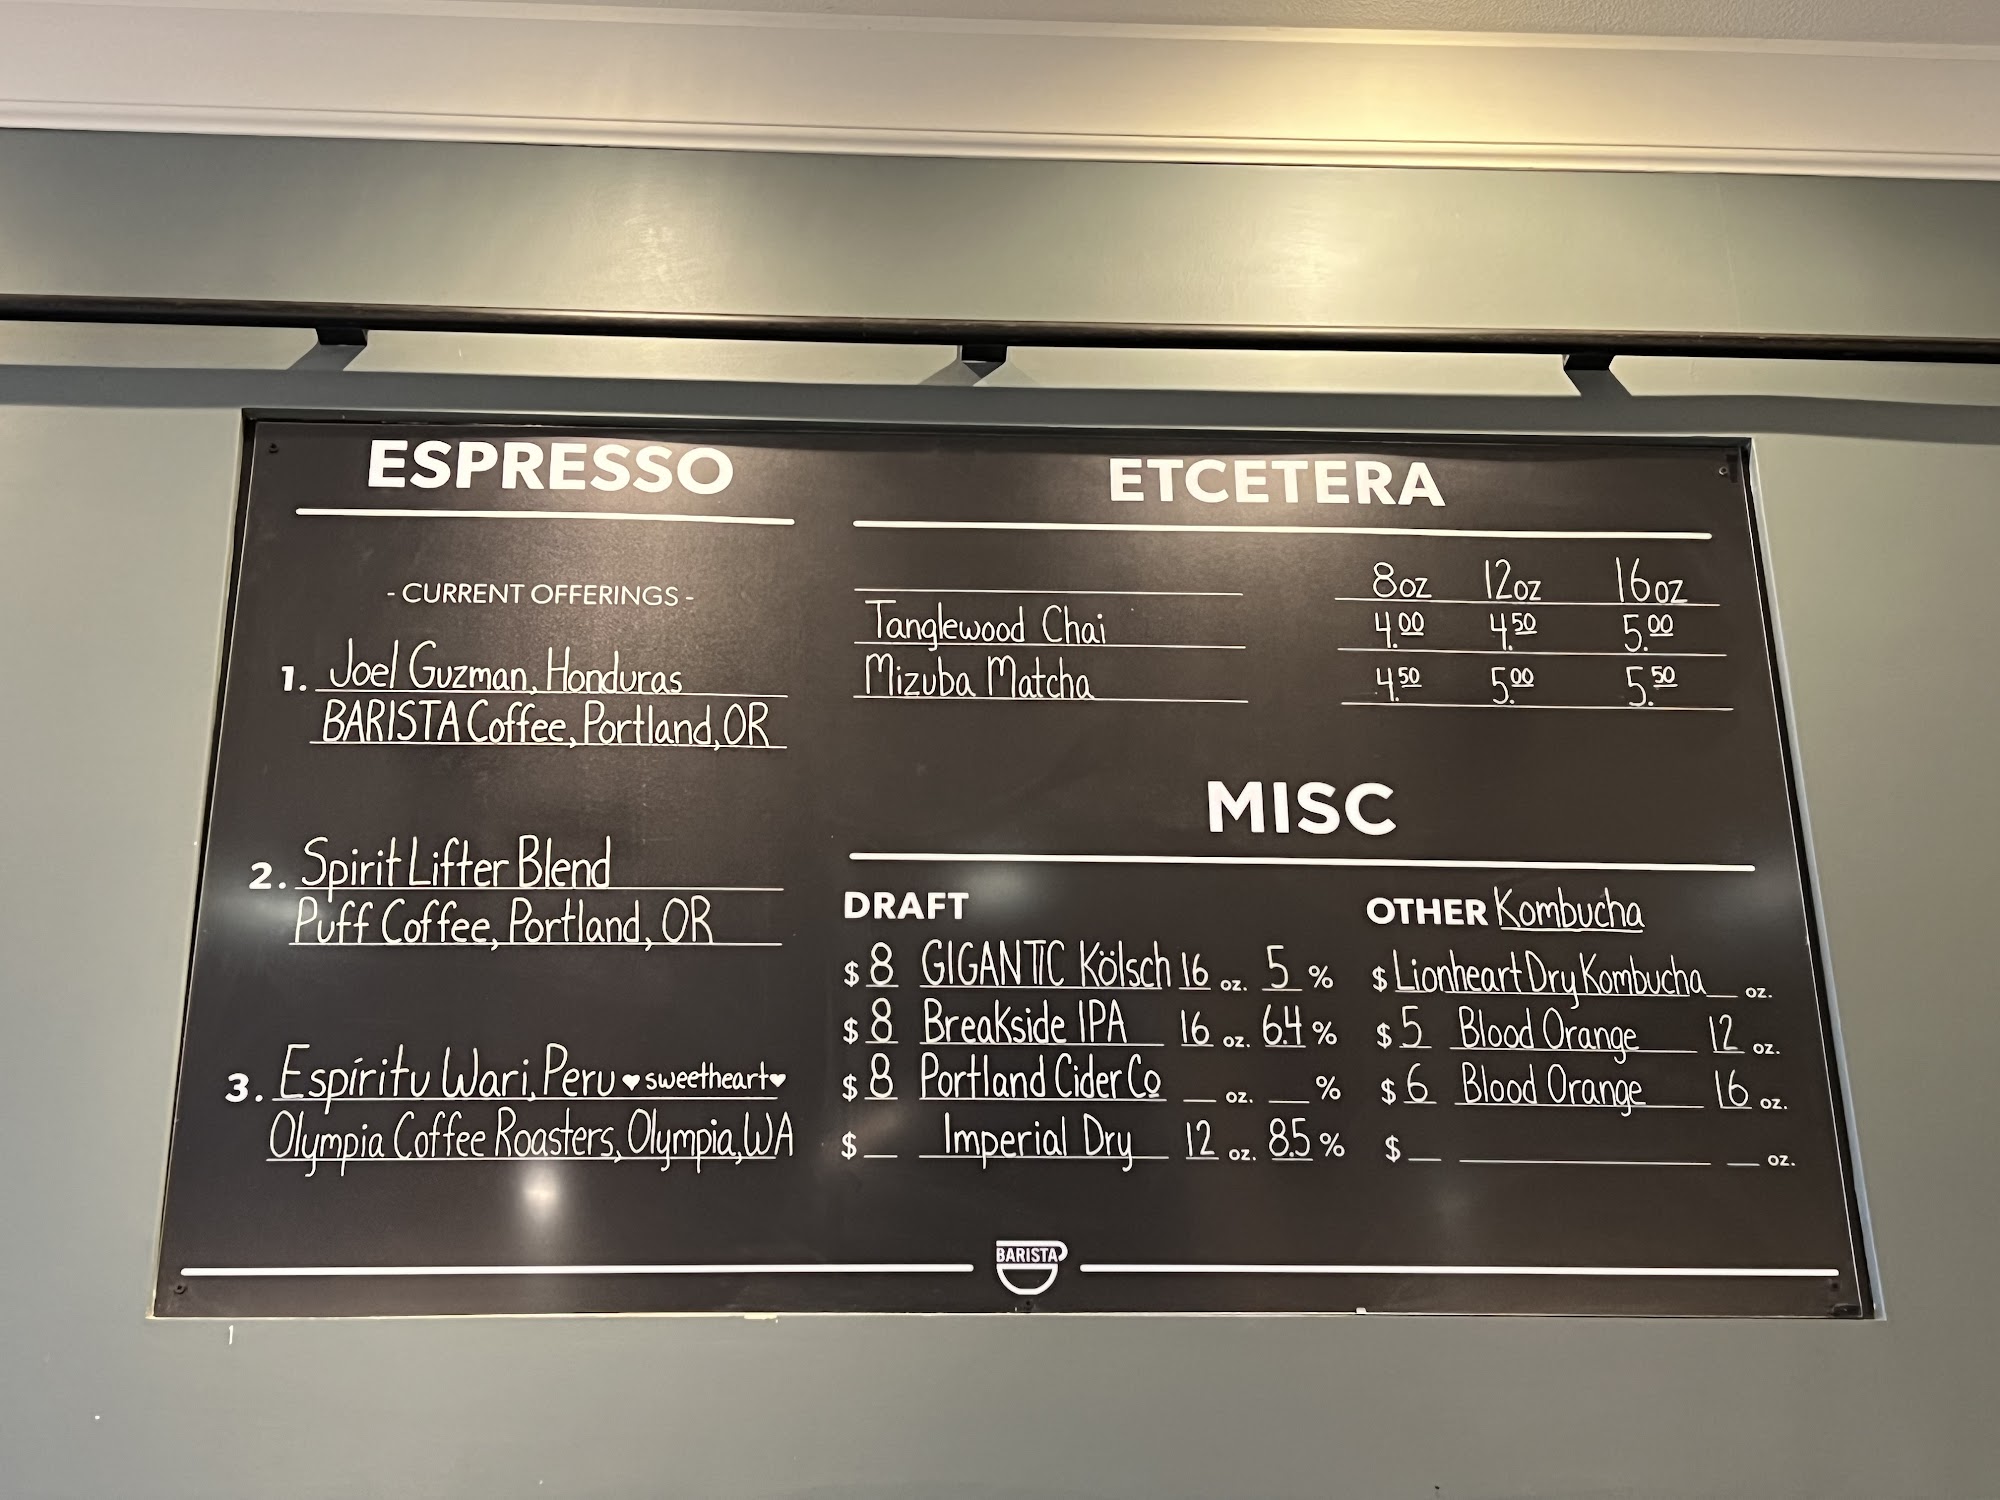 ESPRESSO
- CURRENT OFFERINGS -
1. Joel Guzman, Honduras
BARISTA Coffee, Portland, OR
2. Spirit Lifter Blend
Puff Coffee, Portland, OR
3. Espíritu Wari, Peru ♥sweetheart♥
Olympia Coffee Roasters, Olympia, WA
ETCETERA
8oz 12oz 16oz
Tanglewood Chai 4.00 4.50 5.00
Mizuba Matcha 4.50 5.00 5.50
MISC
DRAFT
$ 8 GIGANTIC Kölsch 16 oz. 5 %
$ 8 Breakside IPA 16 oz. 6.4 %
$ 8 Portland Cider Co oz. %
$ Imperial Dry 12 oz. 8.5 %
OTHER Kombucha
$ Lionheart Dry Kombucha oz.
$ 5 Blood Orange 12 oz.
$ 6 Blood Orange 16 oz.
$ oz.
BARISTA